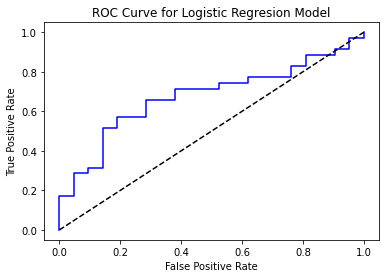 ROC Curve for Logistic Regresion Model
1.0
0.8
0.6
0.4
0.2
0.0
True Positive Rate
0.0 0.2 0.4 0.6 0.8 1.0
False Positive Rate